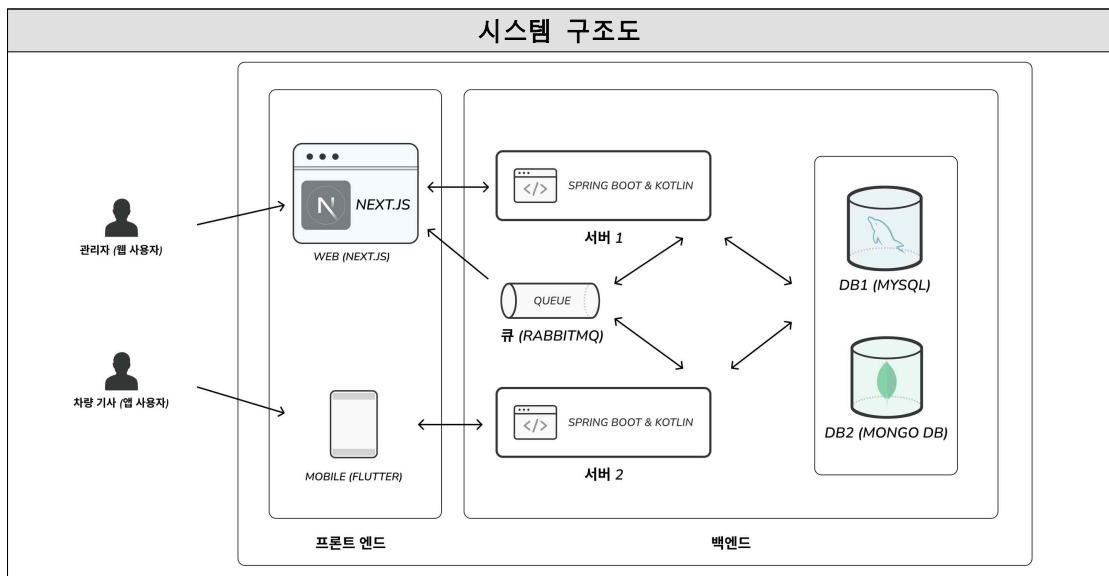 시스템 구조도
관리자 (웹 사용자)
차량 기사 (앱 사용자)
N
NEXT.JS
WEB (NEXT.JS)
MOBILE (FLUTTER)
프론트 엔드
</>
SPRING BOOT & KOTLIN
서버 1
QUEUE
큐 (RABBITMQ)
</>
SPRING BOOT & KOTLIN
서버 2
DB1 (MYSQL)
DB2 (MONGO DB)
백엔드